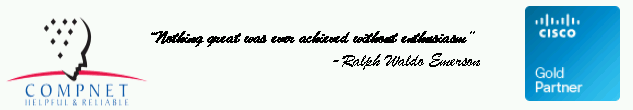 "Nothing great was ever achieved without enthusiasm"
-Ralph Waldo Emerson
COMPNET
HELPFUL & RELIABLE
CISCO
Gold
Partner